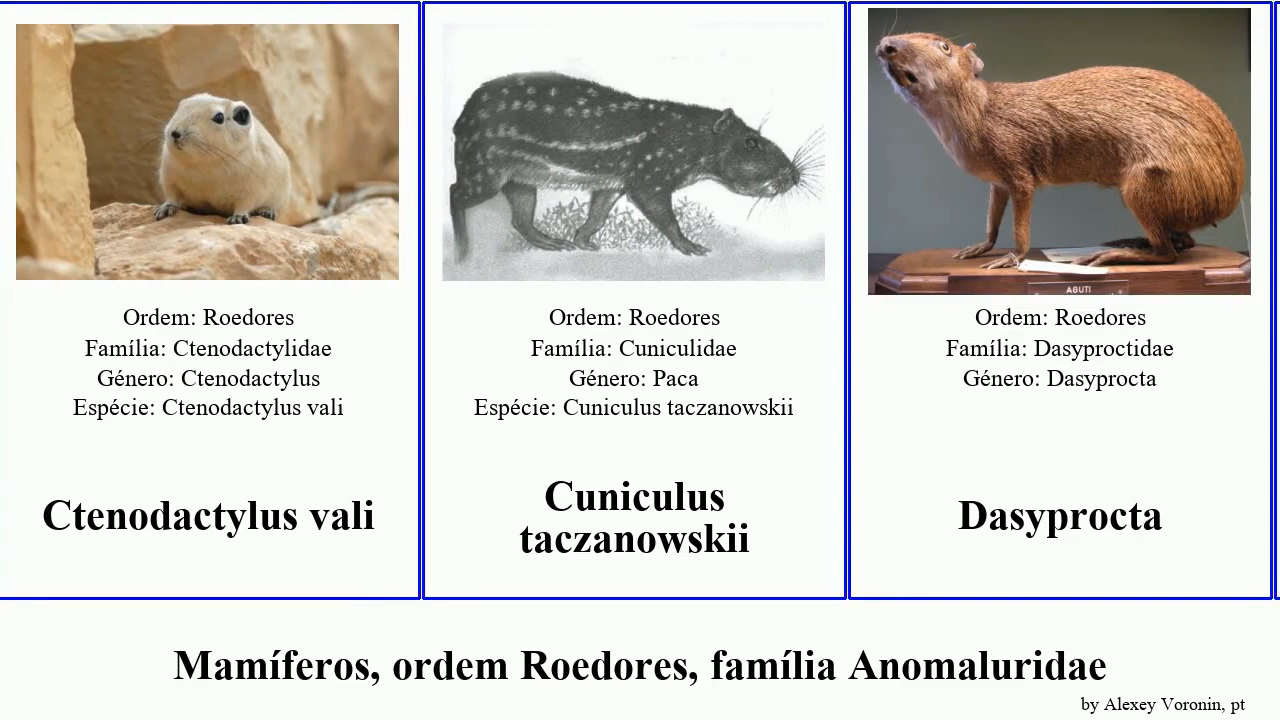 AGUTI
Ordem: Roedores
Família: Ctenodactylidae
Género: Ctenodactylus
Espécie: Ctenodactylus vali
Ctenodactylus vali
Ordem: Roedores
Família: Cuniculidae
Género: Paca
Espécie: Cuniculus taczanowskii
Cuniculus
taczanowskii
Ordem: Roedores
Família: Dasyproctidae
Género: Dasyprocta
Dasyprocta
Mamíferos, ordem Roedores, família Anomaluridae
by Alexey Voronin, pt